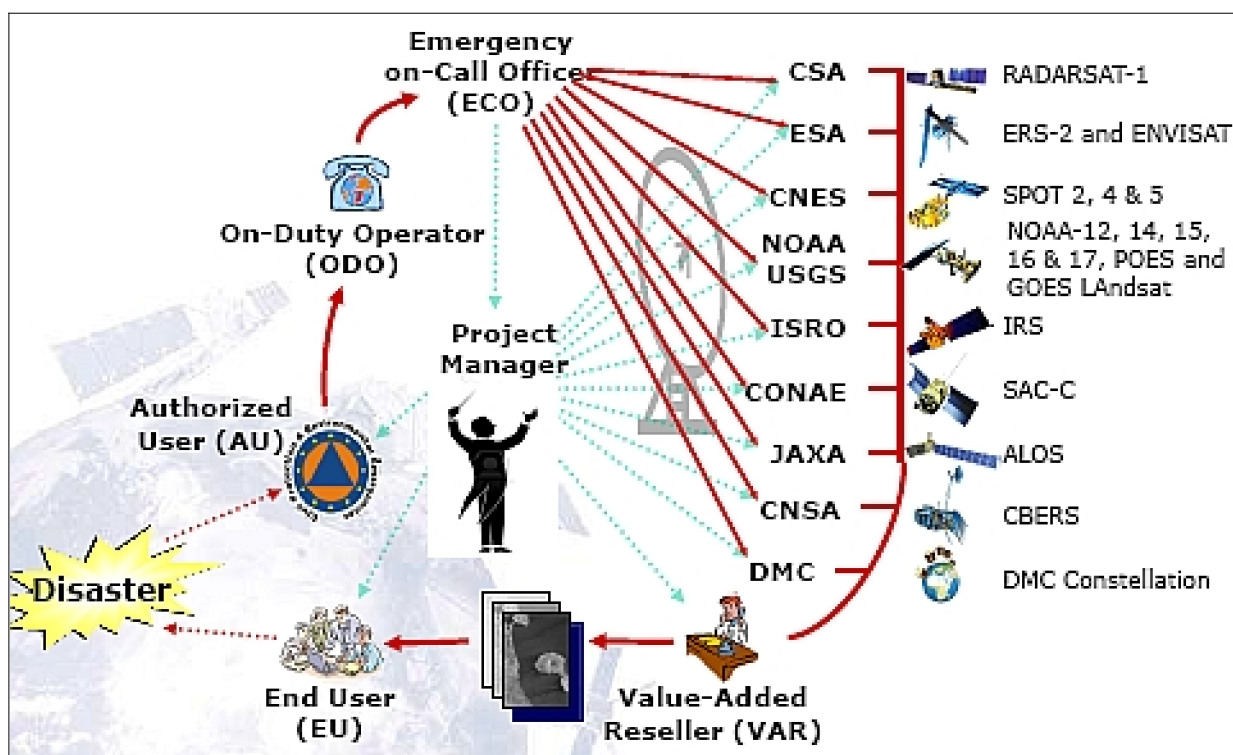 Emergency
on-Call Officer
(ECO)
CSA
RADARSAT-1
ESA
ERS-2 and ENVISAT
CNES
SPOT 2, 4 & 5
On-Duty Operator
(ODO)
NOAA
USGS
NOAA-12, 14, 15,
16 & 17, POES and
GOES LAndsat
Project
Manager
ISRO
IRS
CONAE
SAC-C
Authorized
User (AU)
JAXA
ALOS
CNSA
CBERS
Disaster
DMC
DMC Constellation
End User
(EU)
Value-Added
Reseller (VAR)